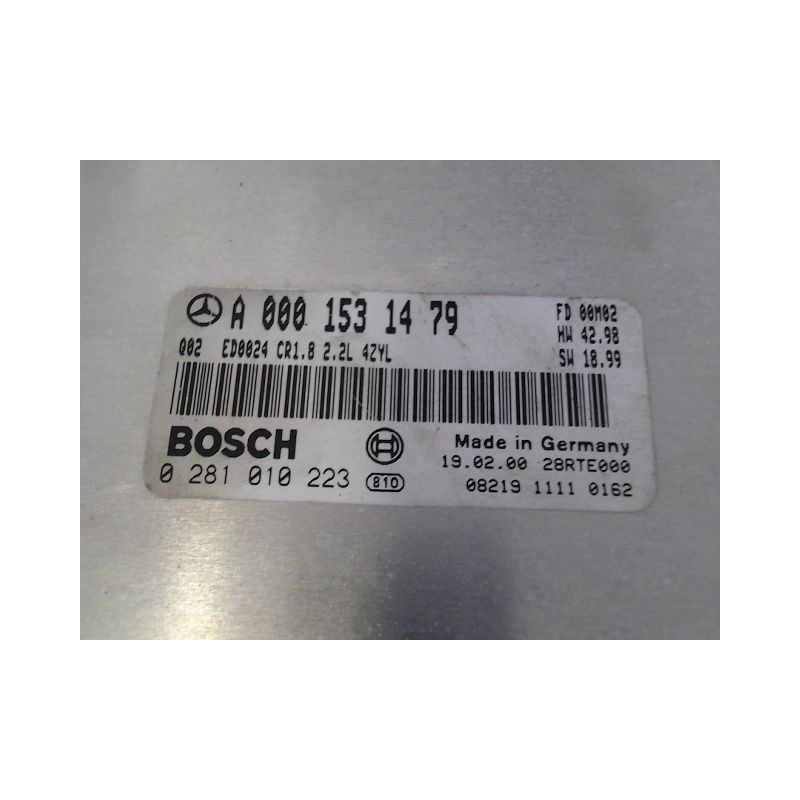 A 000 153 14 79
FD 00M02
HW 42.98
Q02 ED0024 CR1.8 2.2L 4ZYL
SW 18.99
BOSCH
Made in Germany
19.02.00 28RTE000
0 281 010 223 810
08219 1111 0162